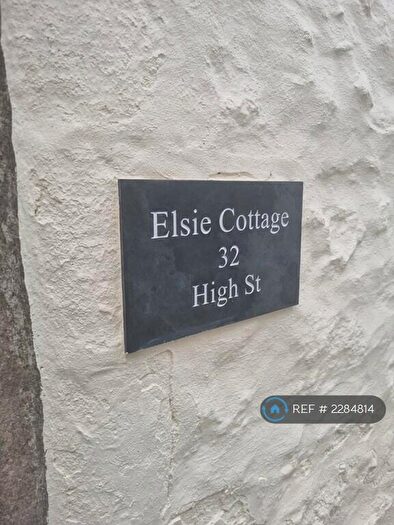 Elsie Cottage
32
High St
REF # 2284814